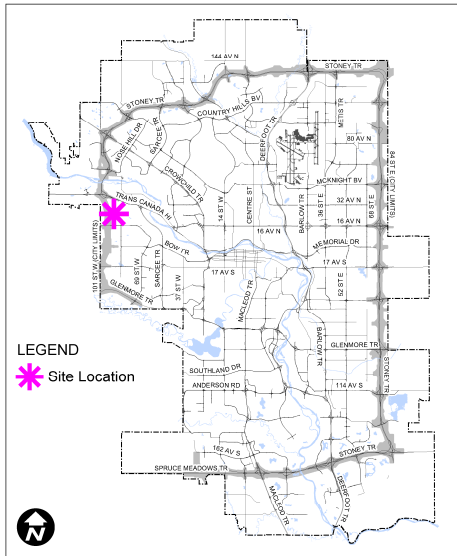 144 AV N
STONEY TR
STONEY TR
COUNTRY HILLS BV
METIS TR
NOSE HILL DR
SARCEE TR
DEERFOOT TR
80 AV N
84 ST E (CITY LIMITS)
CROWCHILD TR
MCKNIGHT BV
TRANS CANADA HI
14 ST W
CENTRE ST
BARLOW TR
36 ST E
32 AV N
68 ST E
16 AV N
16 AV N
101 ST W (CITY LIMITS)
BOW TR
MEMORIAL DR
69 ST W
SARCEE TR
37 ST W
17 AV S
17 AV S
GLENMORE TR
MACLEOD TR
52 ST E
BARLOW TR
GLENMORE TR
LEGEND
Site Location
SOUTHLAND DR
ANDERSON RD
114 AV S
STONEY TR
162 AV S
STONEY TR
SPRUCE MEADOWS TR
MACLEOD TR
DEERFOOT TR
N